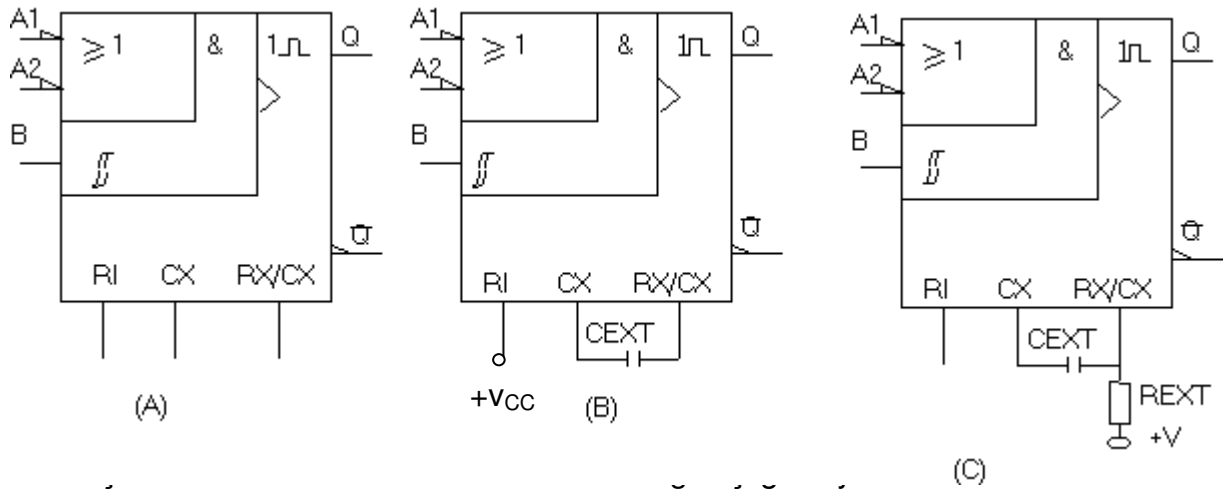 A1
A2
B
≥1
&
1
Q
Q̅
RI CX RX/CX
(A)
A1
A2
B
≥1
&
1
Q
Q̅
RI CX RX/CX
CEXT
+VCC
(B)
A1
A2
B
≥1
&
1
Q
Q̅
RI CX RX/CX
CEXT
REXT
+V
(C)